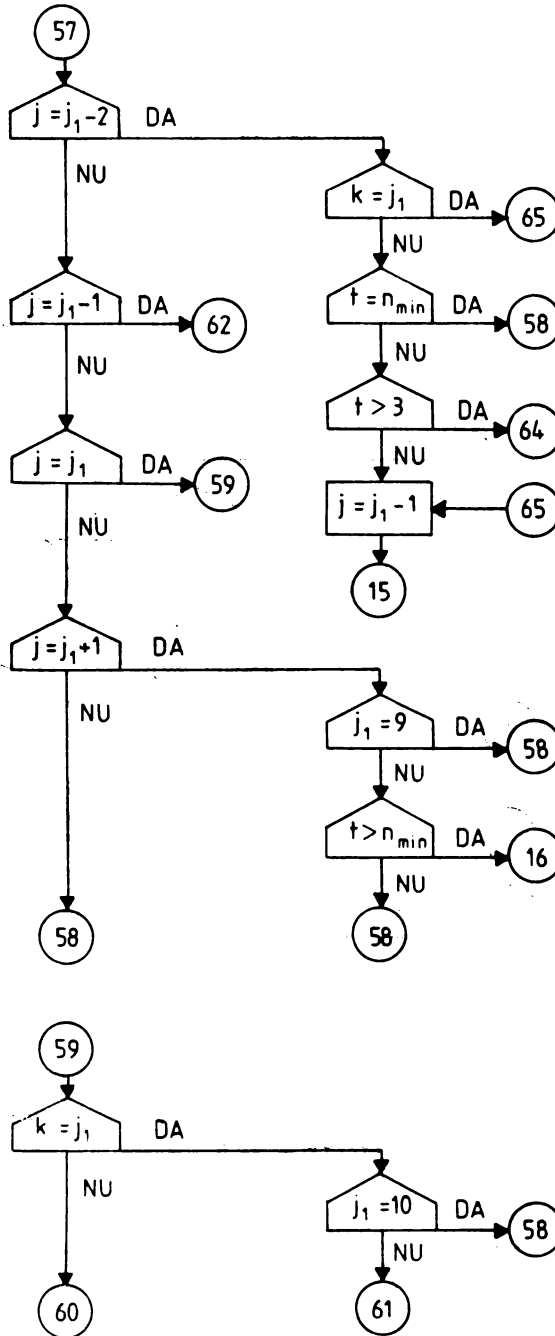 57
j = j₁-2 DA
NU
k = j₁ DA 65
NU
j = j₁-1 DA 62
t = n_min DA 58
NU
NU
t > 3 DA 64
j = j₁ DA 59
NU
NU
j = j₁-1 65
15
j = j₁+1 DA
NU
j₁ = 9 DA 58
NU
t > n_min DA 16
NU
58
58
59
k = j₁ DA
NU
j₁ = 10 DA 58
NU
60
61